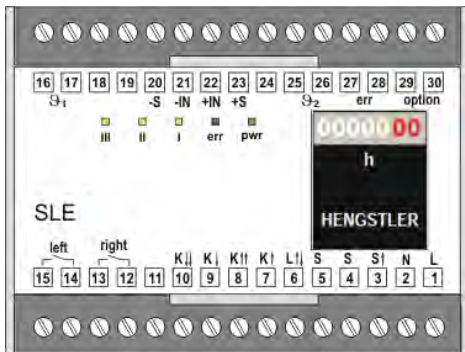 16 17 18 19 20 21 22 23 24 25 26 27 28 29 30
ϑ1 -S -IN +IN +S ϑ2 err option
III II I err pwr
0000000
h
SLE
HENGSTLER
left right K↓↓ K↓ K↑↑ K↑ L↑↓ S S S↑ N L
15 14 13 12 11 10 9 8 7 6 5 4 3 2 1